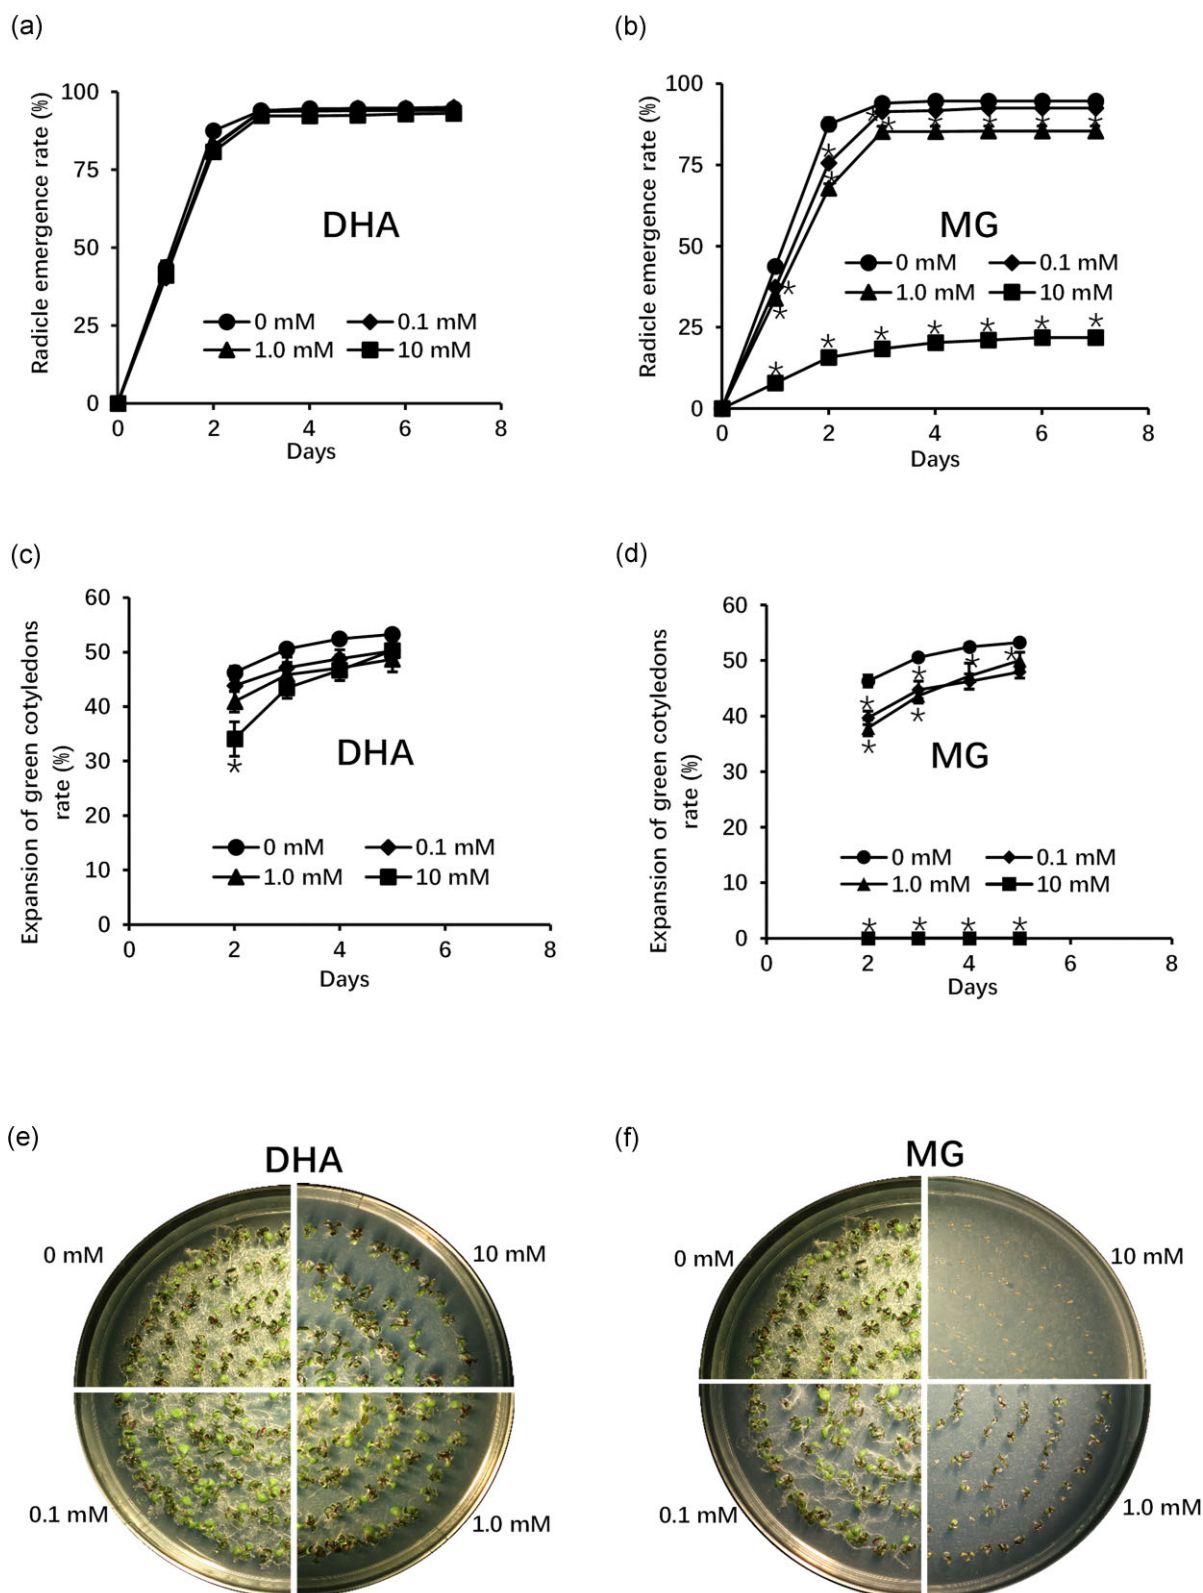 (a)
Radicle emergence rate (%)
100
75
50
25
0
DHA
0 mM
0.1 mM
1.0 mM
10 mM
0 2 4 6 8
Days
(b)
Radicle emergence rate (%)
100
75
50
25
0
MG
0 mM
0.1 mM
1.0 mM
10 mM
0 2 4 6 8
Days
(c)
Expansion of green cotyledons
rate (%)
60
50
40
30
20
10
0
DHA
0 mM
0.1 mM
1.0 mM
10 mM
0 2 4 6 8
Days
(d)
Expansion of green cotyledons
rate (%)
60
50
40
30
20
10
0
MG
0 mM
0.1 mM
1.0 mM
10 mM
0 2 4 6 8
Days
(e)
DHA
0 mM
10 mM
0.1 mM
1.0 mM
(f)
MG
0 mM
10 mM
0.1 mM
1.0 mM